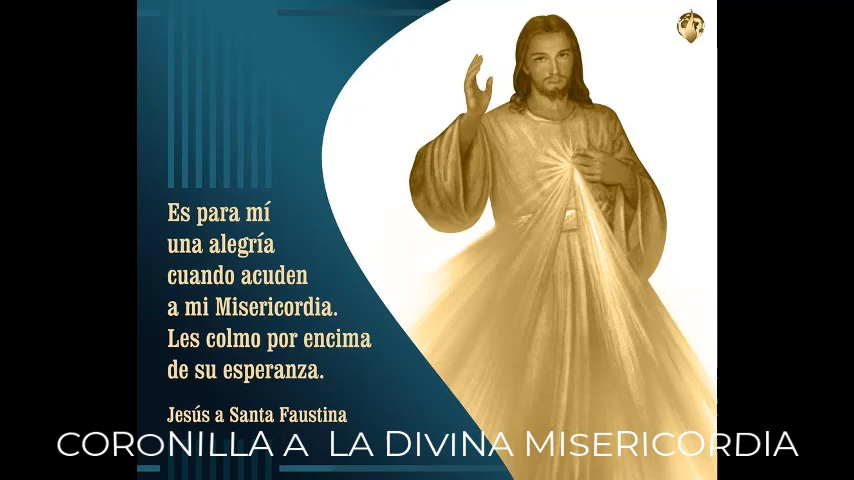 Es para mí
una alegría
cuando acuden
a mi Misericordia.
Les colmo por encima
de su esperanza.
Jesús a Santa Faustina
CORONILLA A LA DIVINA MISERICORDIA